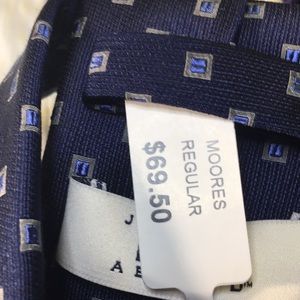 MOORES
REGULAR
$69.50
J
A B